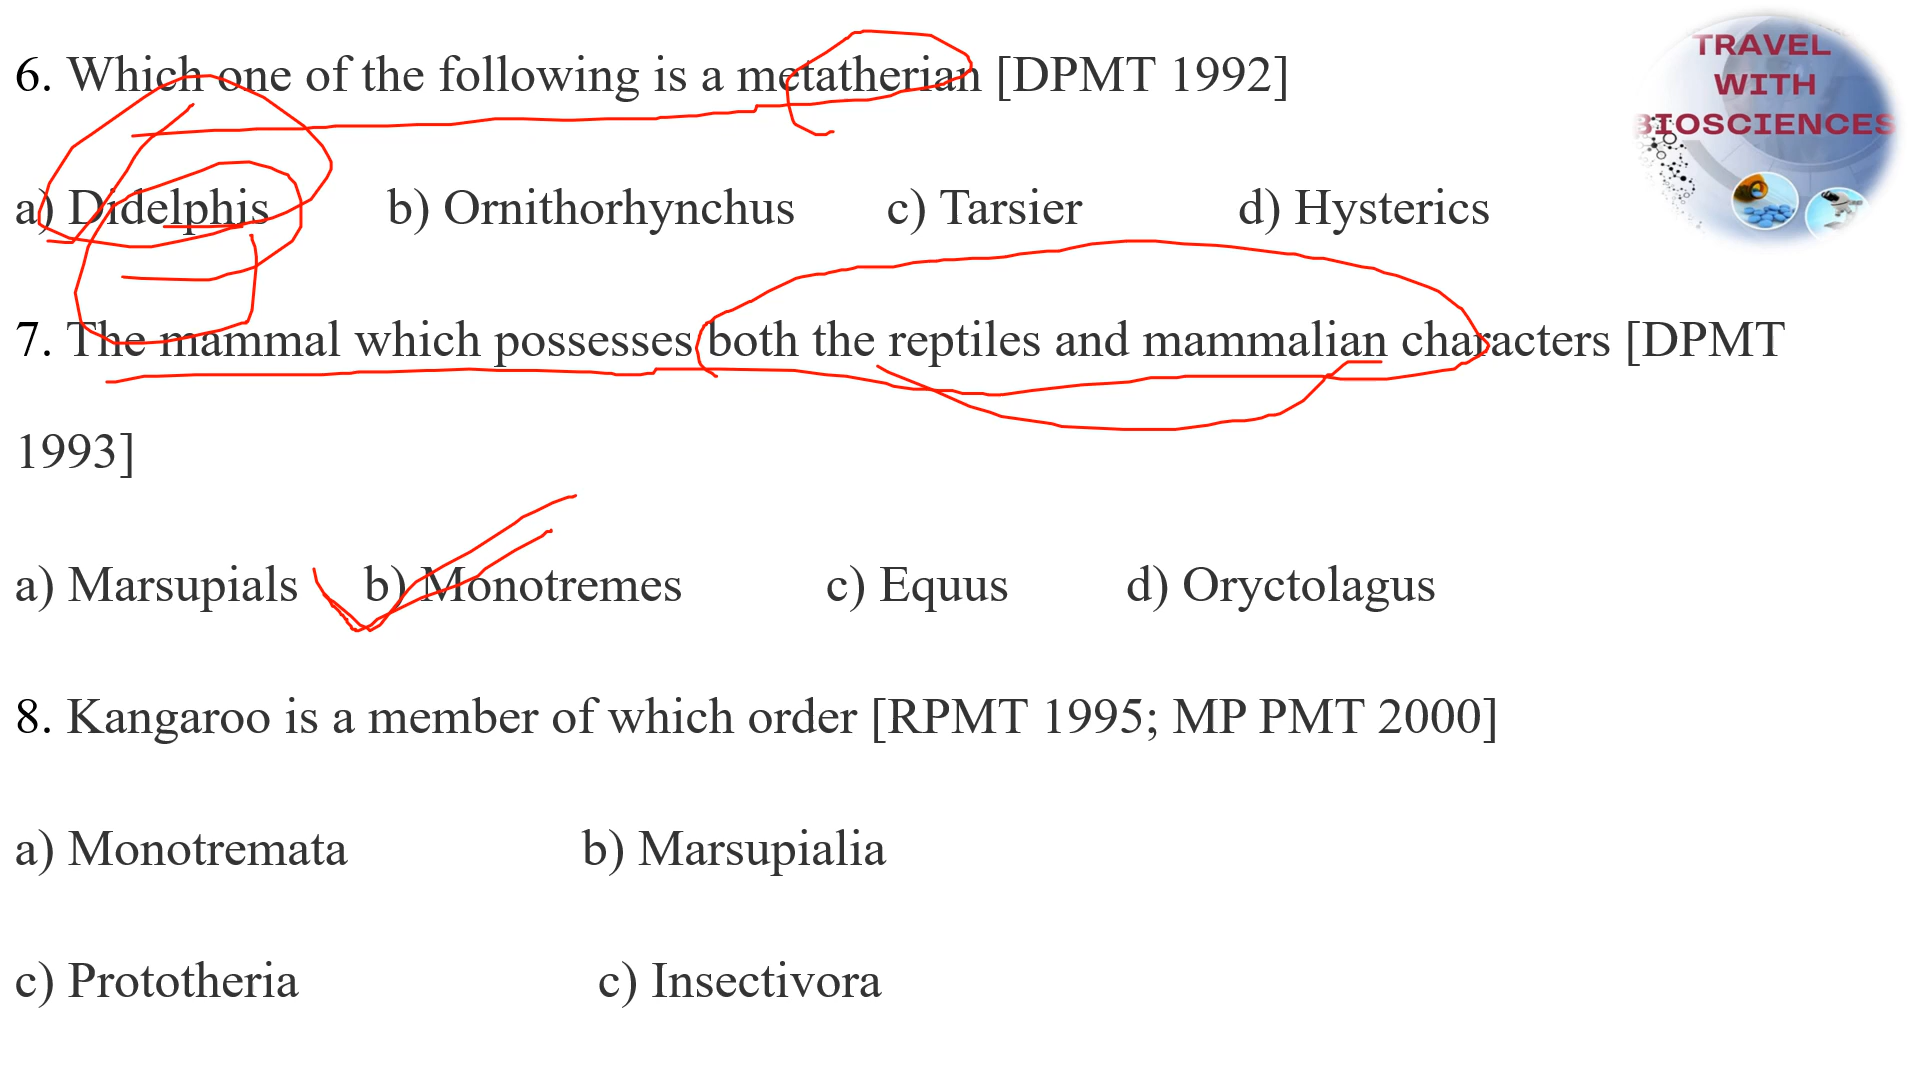 6. Which one of the following is a metatherian [DPMT 1992]
a) Didelphis b) Ornithorhynchus c) Tarsier d) Hysterics
7. The mammal which possesses both the reptiles and mammalian characters [DPMT
1993]
a) Marsupials b) Monotremes c) Equus d) Oryctolagus
8. Kangaroo is a member of which order [RPMT 1995; MP PMT 2000]
a) Monotremata b) Marsupialia
c) Prototheria c) Insectivora
TRAVEL
WITH
BIOSCIENCES